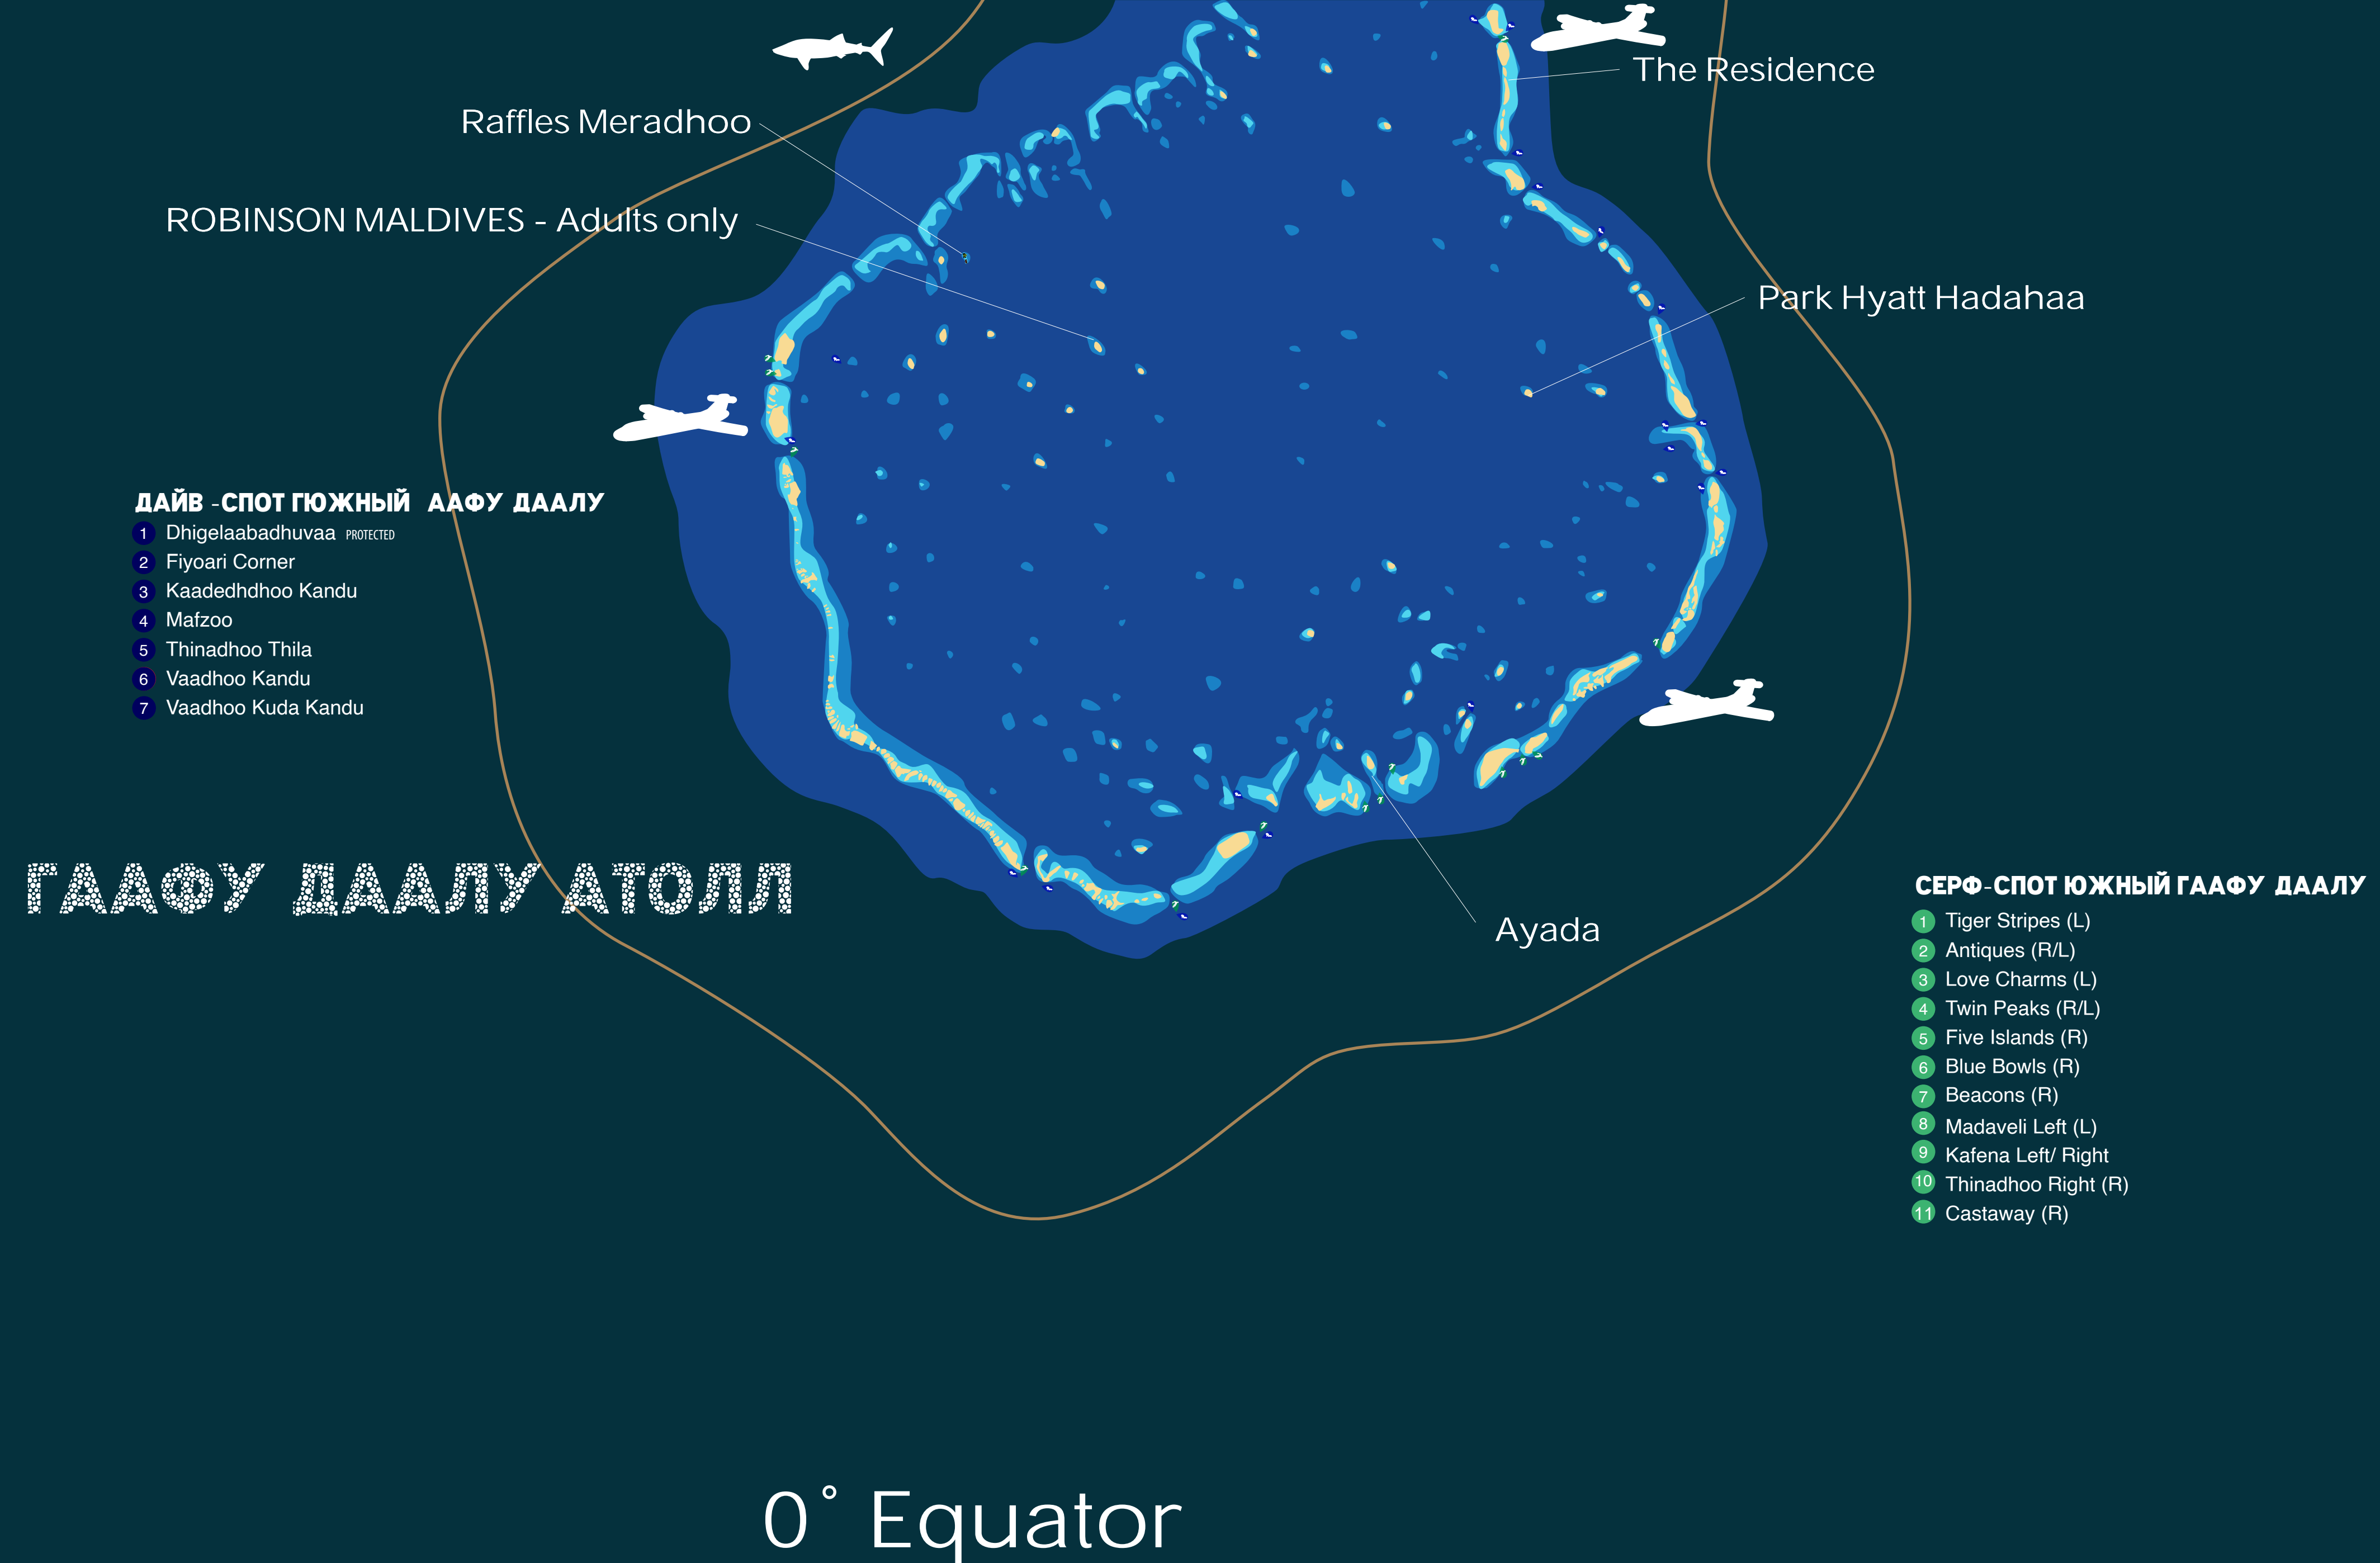 The Residence
Raffles Meradhoo
ROBINSON MALDIVES - Adults only
Park Hyatt Hadahaa
ДАЙВ -СПОТ ГЮЖНЫЙ ААФУ ДААЛУ
1 Dhigelaabadhuvaa PROTECTED
2 Fiyoari Corner
3 Kaadedhdhoo Kandu
4 Mafzoo
5 Thinadhoo Thila
6 Vaadhoo Kandu
7 Vaadhoo Kuda Kandu
ГААФУ ДААЛУ АТОЛЛ
Ayada
СЕРФ-СПОТ ЮЖНЫЙ ГААФУ ДААЛУ
1 Tiger Stripes (L)
2 Antiques (R/L)
3 Love Charms (L)
4 Twin Peaks (R/L)
5 Five Islands (R)
6 Blue Bowls (R)
7 Beacons (R)
8 Madaveli Left (L)
9 Kafena Left/ Right
10 Thinadhoo Right (R)
11 Castaway (R)
0° Equator